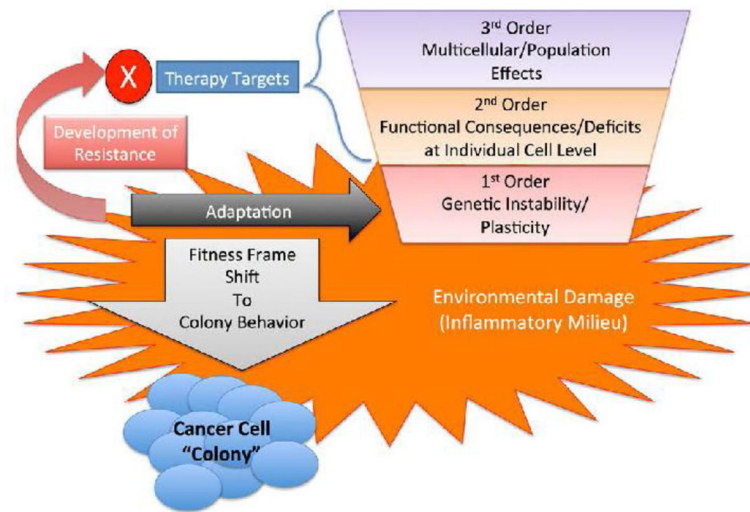 3rd Order
Multicellular/Population
Effects
X
Therapy Targets
2nd Order
Functional Consequences/Deficits
at Individual Cell Level
Development of
Resistance
1st Order
Genetic Instability/
Plasticity
Adaptation
Fitness Frame
Shift
To
Colony Behavior
Environmental Damage
(Inflammatory Milieu)
Cancer Cell
"Colony"